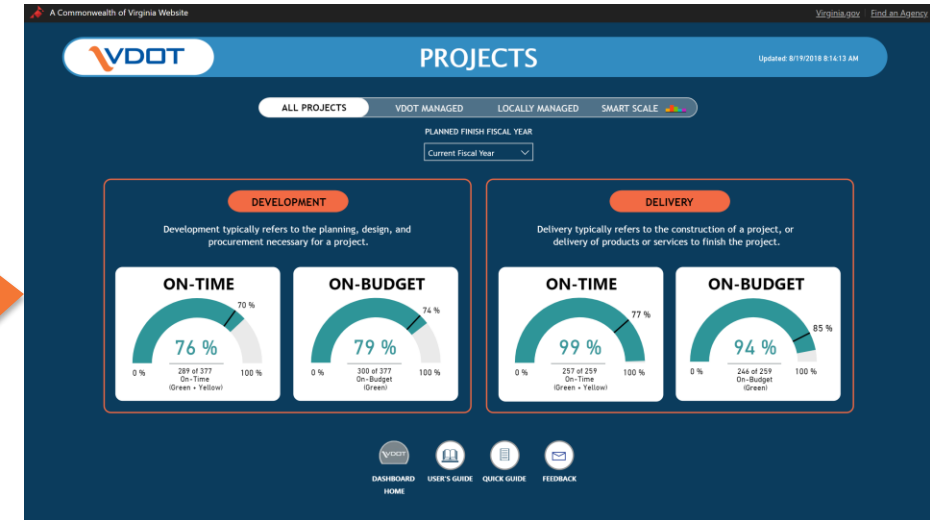 A Commonwealth of Virginia Website
Virginia.gov | Find an Agency
VDOT
PROJECTS
Updated: 8/19/2018 8:14:13 AM
ALL PROJECTS
VDOT MANAGED
LOCALLY MANAGED
SMART SCALE
PLANNED FINISH FISCAL YEAR
Current Fiscal Year
DEVELOPMENT
Development typically refers to the planning, design, and
procurement necessary for a project.
ON-TIME
70 %
76 %
0 %
289 of 377
On-Time
(Green + Yellow)
100 %
ON-BUDGET
74 %
79 %
0 %
300 of 377
On-Budget
(Green)
100 %
DELIVERY
Delivery typically refers to the construction of a project, or
delivery of products or services to finish the project.
ON-TIME
77 %
99 %
0 %
257 of 259
On-Time
(Green + Yellow)
100 %
ON-BUDGET
85 %
94 %
0 %
246 of 259
On-Budget
(Green)
100 %
VDOT
DASHBOARD
HOME
USER'S GUIDE
QUICK GUIDE
FEEDBACK